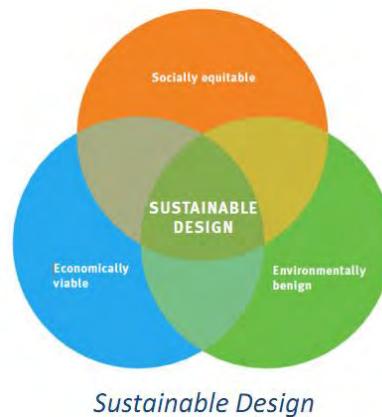 Socially equitable
SUSTAINABLE
DESIGN
Economically
viable
Environmentally
benign
Sustainable Design